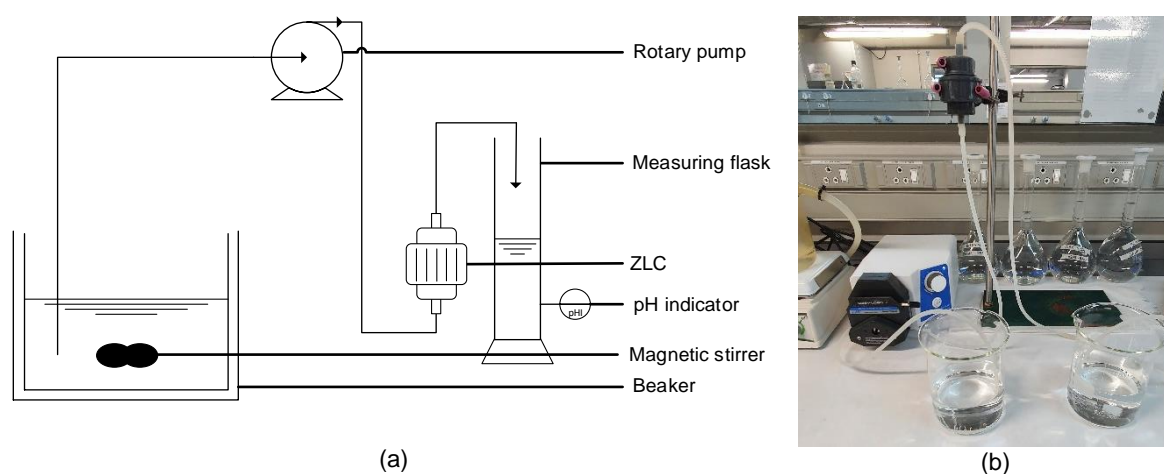 Rotary pump
Measuring flask
ZLC
pH indicator
pHI
Magnetic stirrer
Beaker
(a)
(b)